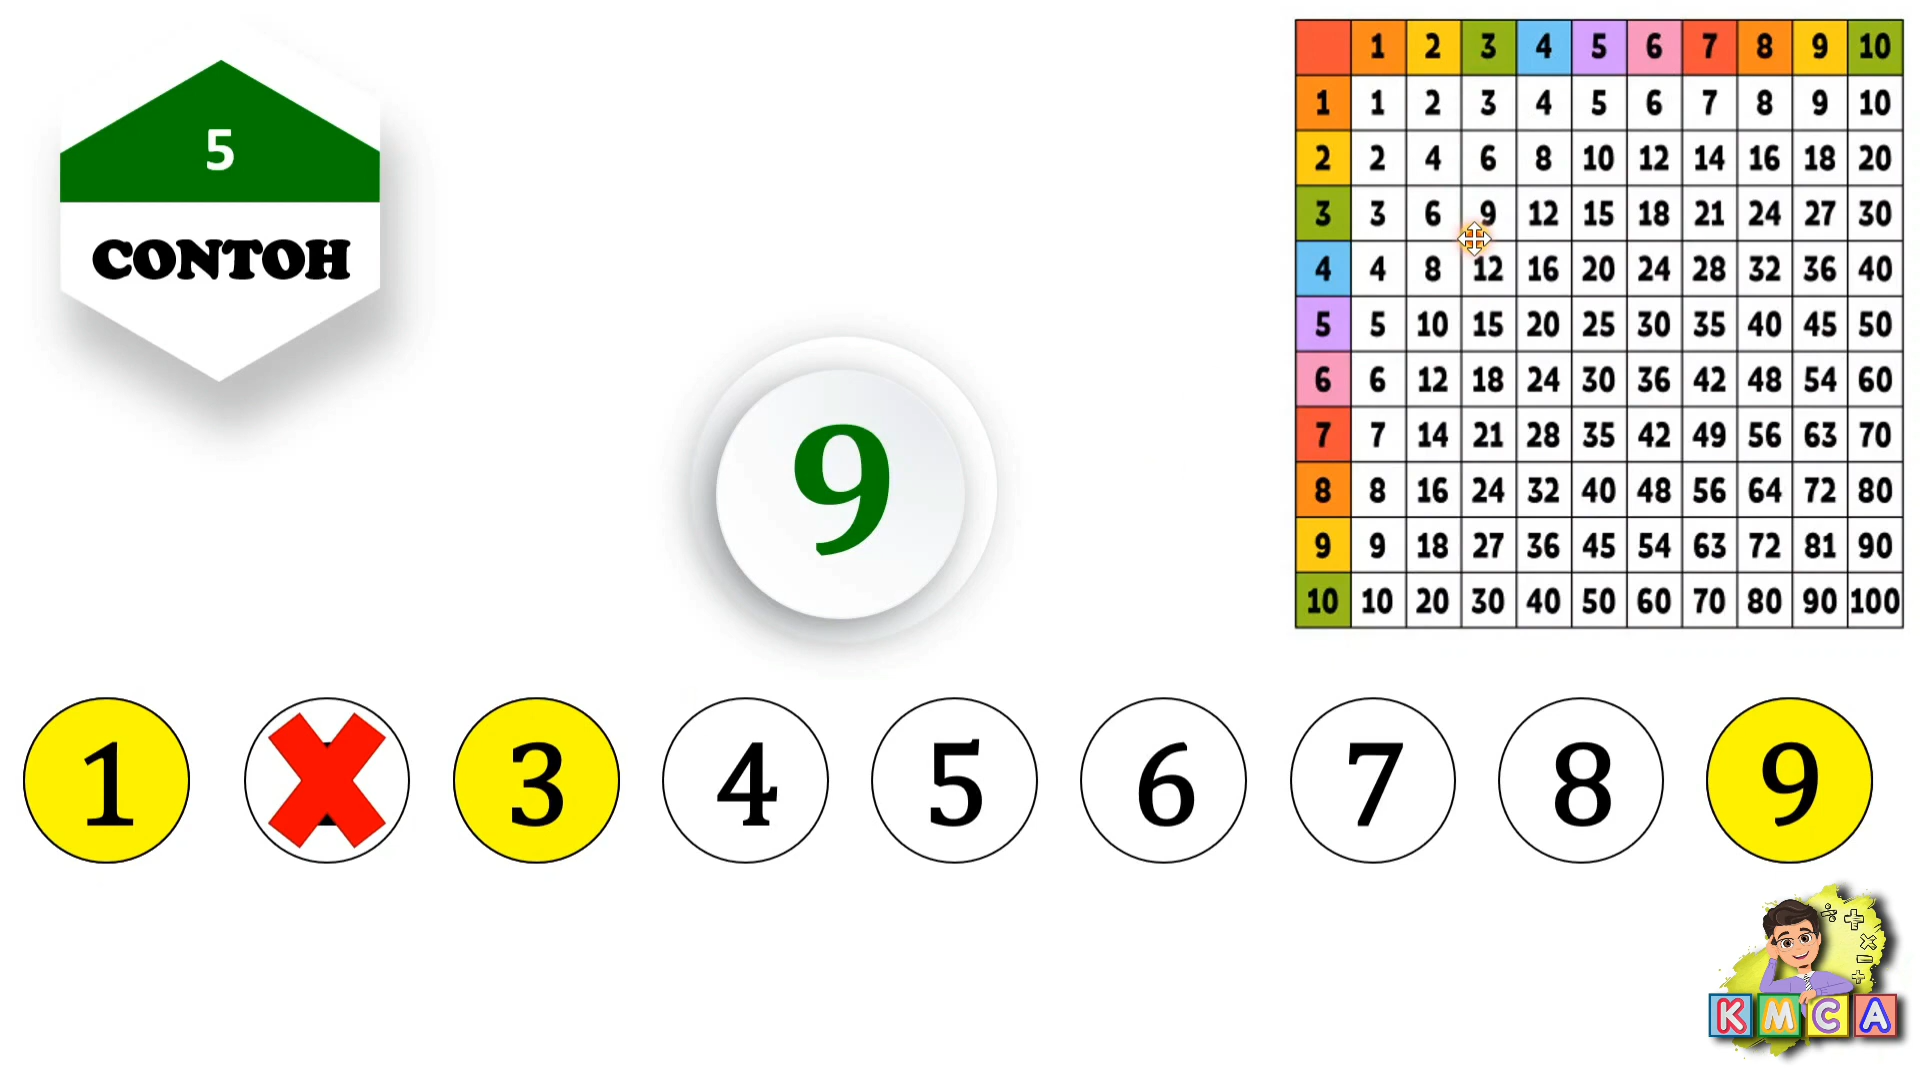 5
CONTOH
1 2 3 4 5 6 7 8 9 10
1 1 2 3 4 5 6 7 8 9 10
2 2 4 6 8 10 12 14 16 18 20
3 3 6 9 12 15 18 21 24 27 30
4 4 8 12 16 20 24 28 32 36 40
5 5 10 15 20 25 30 35 40 45 50
6 6 12 18 24 30 36 42 48 54 60
7 7 14 21 28 35 42 49 56 63 70
8 8 16 24 32 40 48 56 64 72 80
9 9 18 27 36 45 54 63 72 81 90
10 10 20 30 40 50 60 70 80 90 100
9
1 3 4 5 6 7 8 9
KMCA